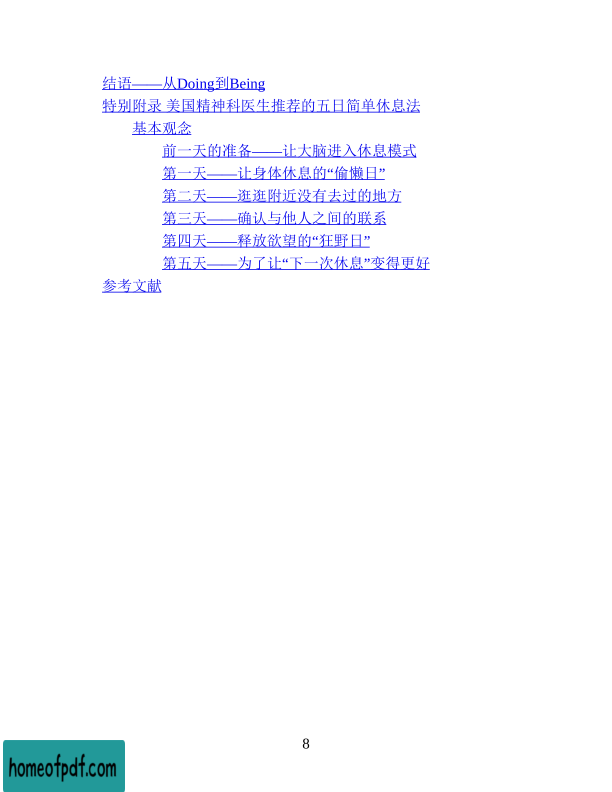 结语——从Doing到Being
特别附录 美国精神科医生推荐的五日简单休息法
基本观念
前一天的准备——让大脑进入休息模式
第一天——让身体休息的“偷懒日”
第二天——逛逛附近没有去过的地方
第三天——确认与他人之间的联系
第四天——释放欲望的“狂野日”
第五天——为了让“下一次休息”变得更好
参考文献
8
homeofpdf.com